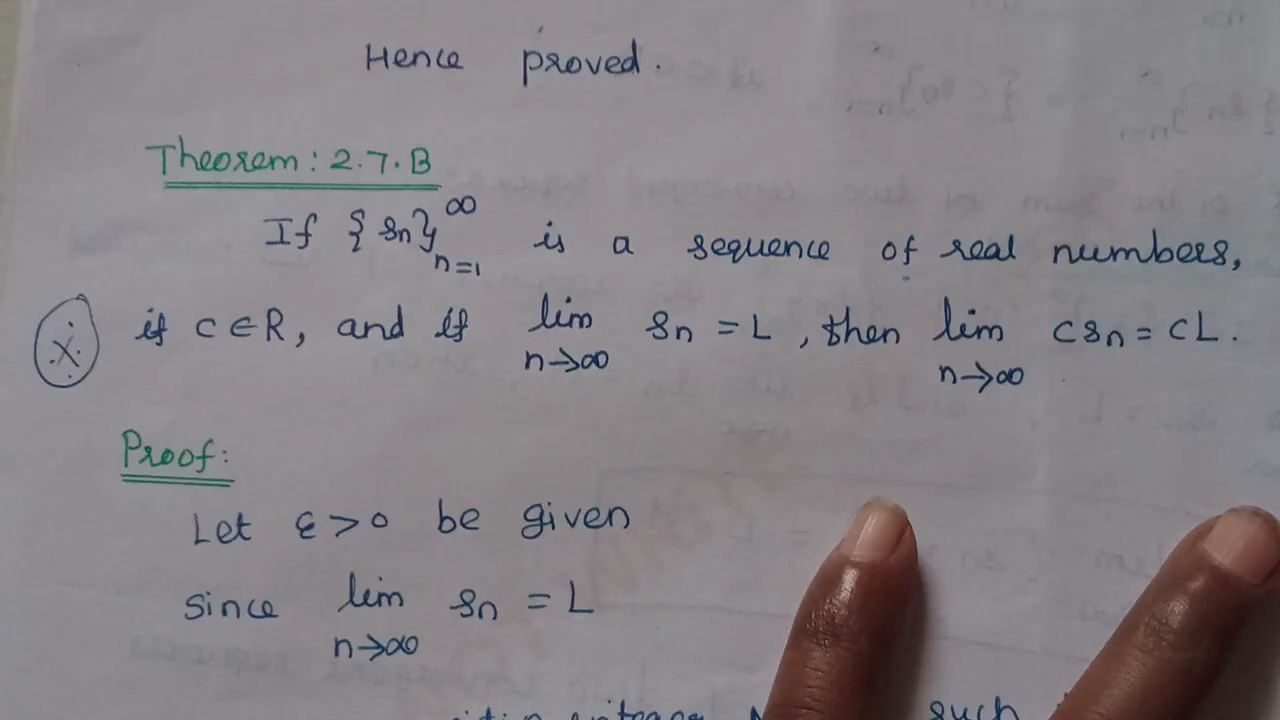 Hence proved.
Theorem: 2.7.B
If {sn}∞n=1 is a sequence of real numbers,
if c∈R, and if lim n→∞ sn = L, then lim n→∞ csn = cL.
Proof:
Let ε>0 be given
since lim n→∞ sn = L
such